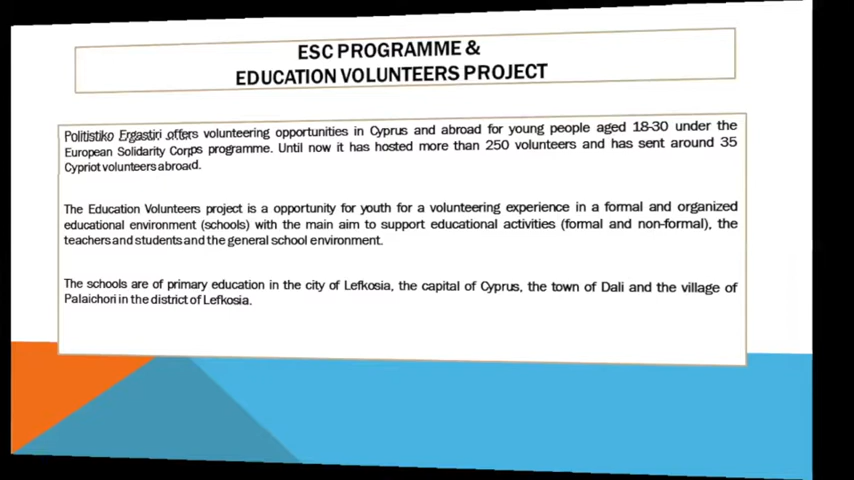 ESC PROGRAMME &
EDUCATION VOLUNTEERS PROJECT
Politistiko Ergastiri offers volunteering opportunities in Cyprus and abroad for young people aged 18-30 under the
European Solidarity Corps programme. Until now it has hosted more than 250 volunteers and has sent around 35
Cypriot volunteers abroad.
The Education Volunteers project is a opportunity for youth for a volunteering experience in a formal and organized
educational environment (schools) with the main aim to support educational activities (formal and non-formal), the
teachers and students and the general school environment.
The schools are of primary education in the city of Lefkosia, the capital of Cyprus, the town of Dali and the village of
Palaichori in the district of Lefkosia.